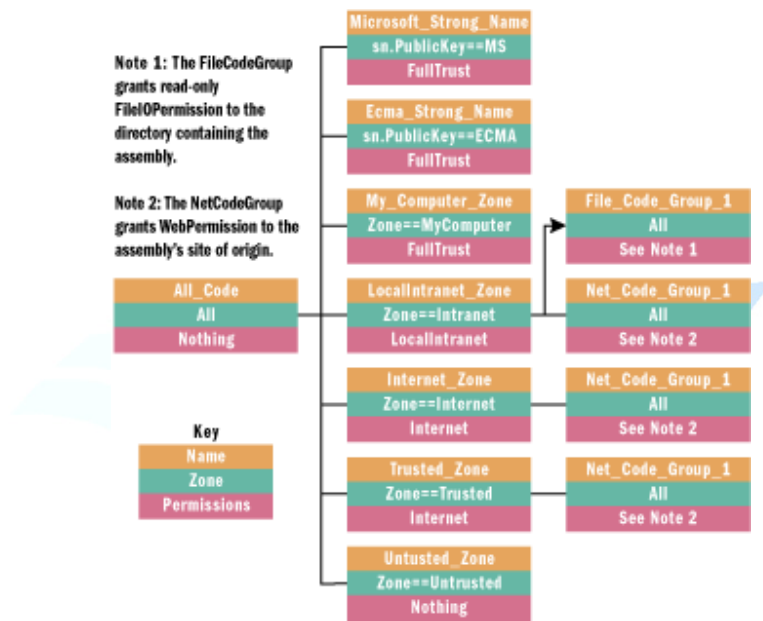 Note 1: The FileCodeGroup
grants read-only
FileIOPermission to the
directory containing the
assembly.
Note 2: The NetCodeGroup
grants WebPermission to the
assembly's site of origin.
All_Code
All
Nothing
Key
Name
Zone
Permissions
Microsoft_Strong_Name
sn.PublicKey==MS
FullTrust
Ecma_Strong_Name
sn.PublicKey==ECMA
FullTrust
My_Computer_Zone
Zone==MyComputer
FullTrust
LocalIntranet_Zone
Zone==Intranet
LocalIntranet
Internet_Zone
Zone==Internet
Internet
Trusted_Zone
Zone==Trusted
Internet
Untusted_Zone
Zone==Untrusted
Nothing
File_Code_Group_1
All
See Note 1
Net_Code_Group_1
All
See Note 2
Net_Code_Group_1
All
See Note 2
Net_Code_Group_1
All
See Note 2